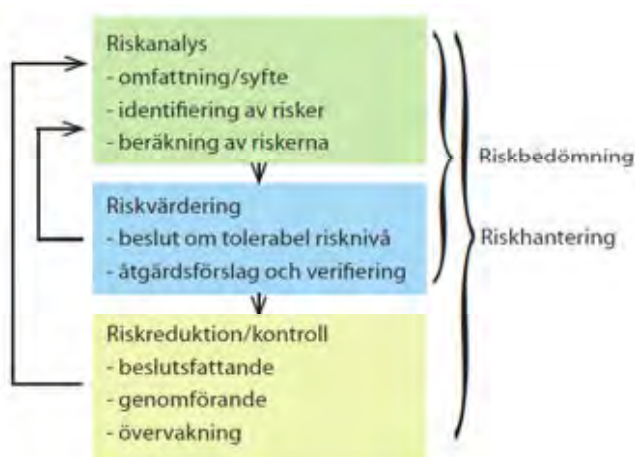 Riskanalys
- omfattning/syfte
- identifiering av risker
- beräkning av riskerna
Riskvärdering
- beslut om tolerabel risknivå
- åtgärdsförslag och verifiering
Riskreduktion/kontroll
- beslutsfattande
- genomförande
- övervakning
Riskbedömning
Riskhantering